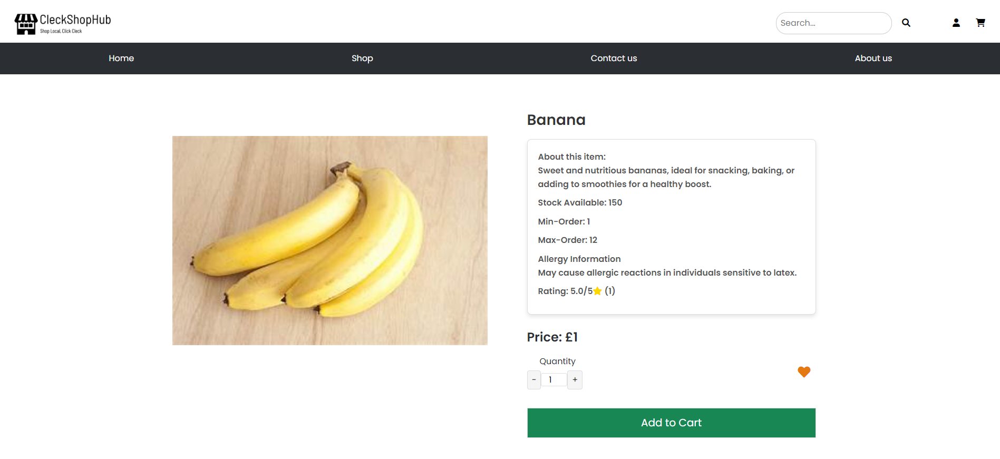 CleckShopHub
Shop Local, Click Cleck
Search...
Home
Shop
Contact us
About us
Banana
About this item:
Sweet and nutritious bananas, ideal for snacking, baking, or
adding to smoothies for a healthy boost.
Stock Available: 150
Min-Order: 1
Max-Order: 12
Allergy Information
May cause allergic reactions in individuals sensitive to latex.
Rating: 5.0/5⭐ (1)
Price: £1
Quantity
- 1 +
Add to Cart